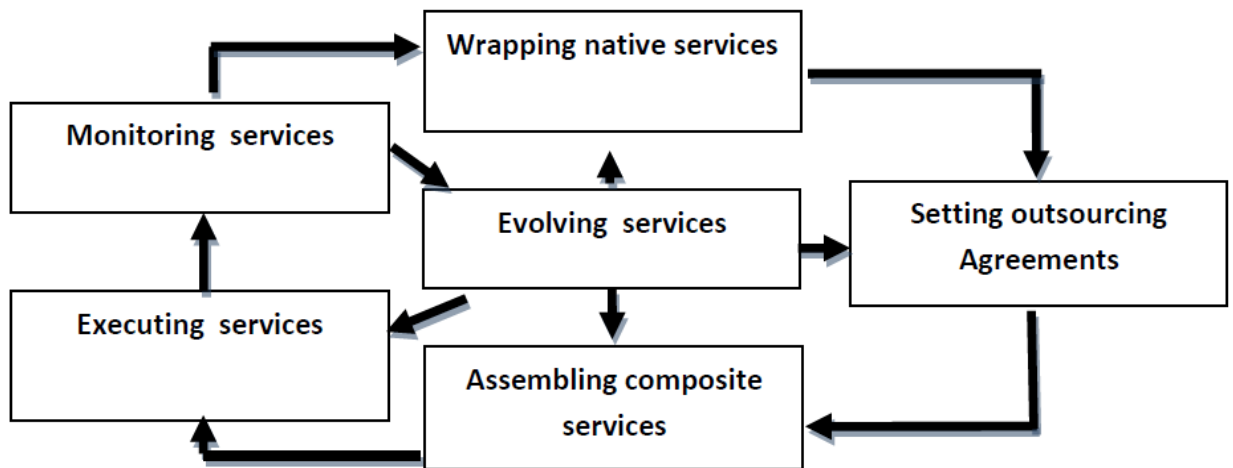 Wrapping native services
Monitoring services
Evolving services
Setting outsourcing
Agreements
Executing services
Assembling composite
services